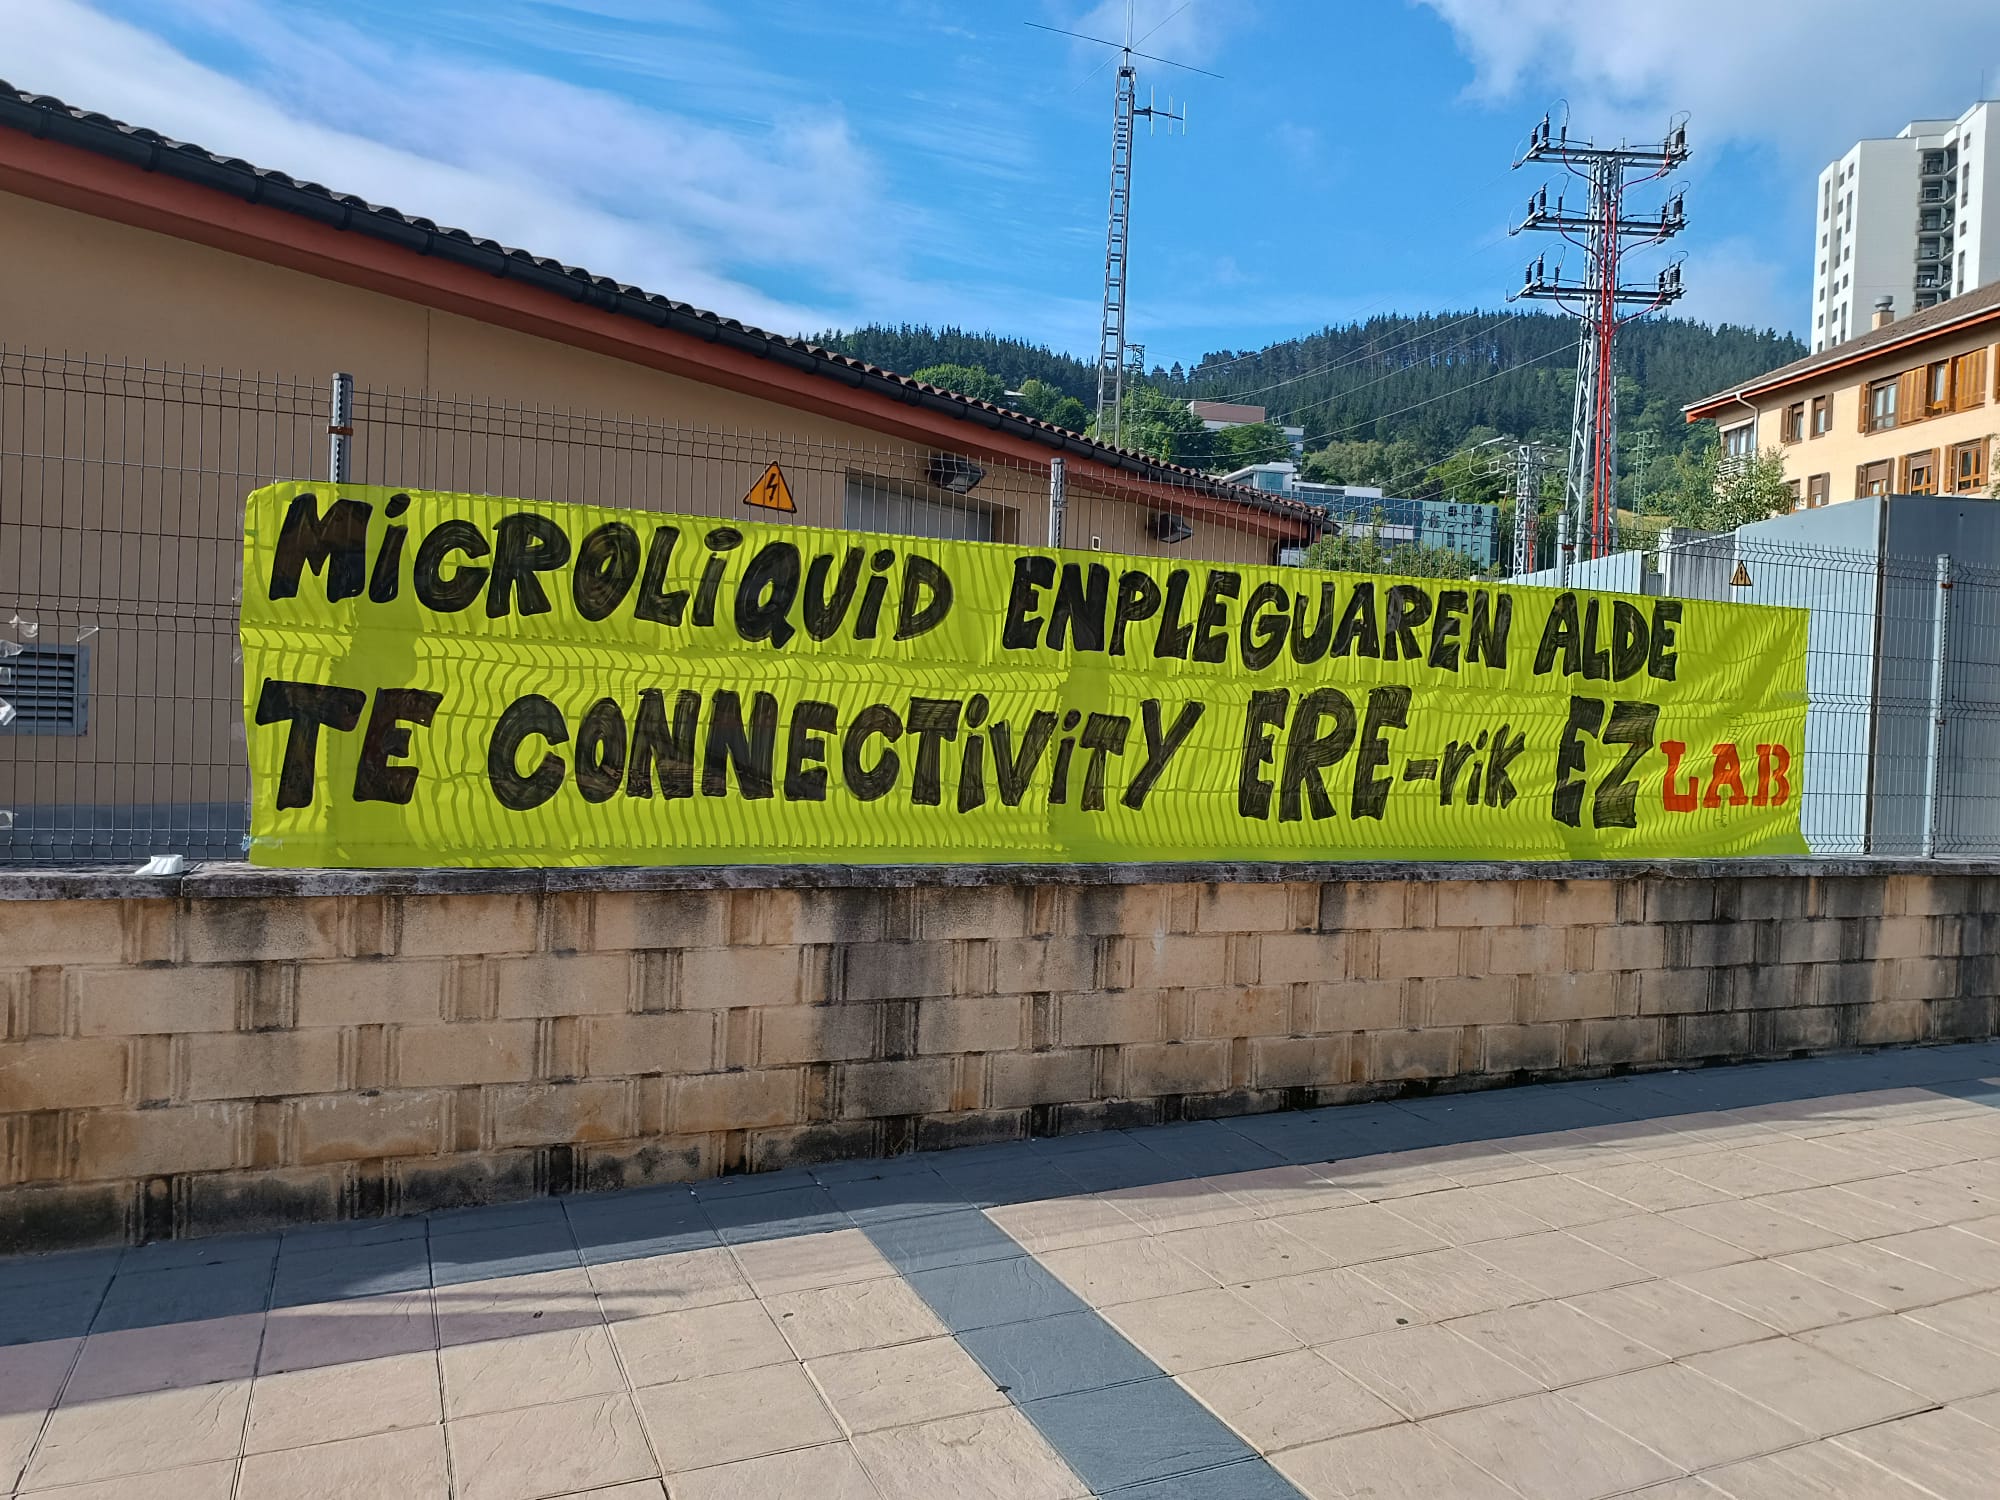 MiCROLiQUiD ENPLEGUAREN ALDE
TE CONNECTiViTY ERE-rik EZ LAB